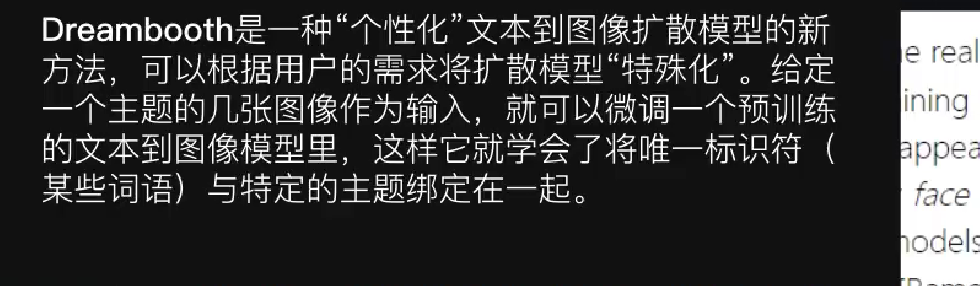 Dreambooth是一种“个性化”文本到图像扩散模型的新
方法，可以根据用户的需求将扩散模型“特殊化”。给定
一个主题的几张图像作为输入，就可以微调一个预训练
的文本到图像模型里，这样它就学会了将唯一标识符（
某些词语）与特定的主题绑定在一起。
e real
ining
appea
face
models